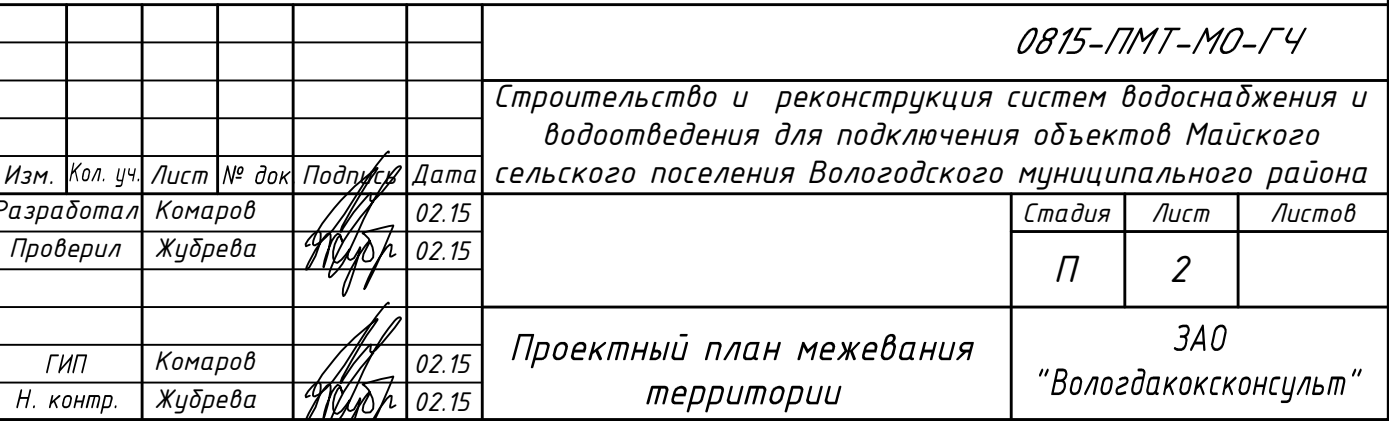 0815-ПМТ-МО-ГЧ
Строительство и реконструкция систем водоснабжения и
водоотведения для подключения объектов Майского
сельского поселения Вологодского муниципального района
Изм. Кол. уч. Лист № док Подпись Дата
Разработал Комаров 02.15
Проверил Жубрева 02.15
Стадия Лист Листов
П 2
ГИП Комаров 02.15
Н. контр. Жубрева 02.15
Проектный план межевания
территории
ЗАО
"Вологдакоксконсульт"